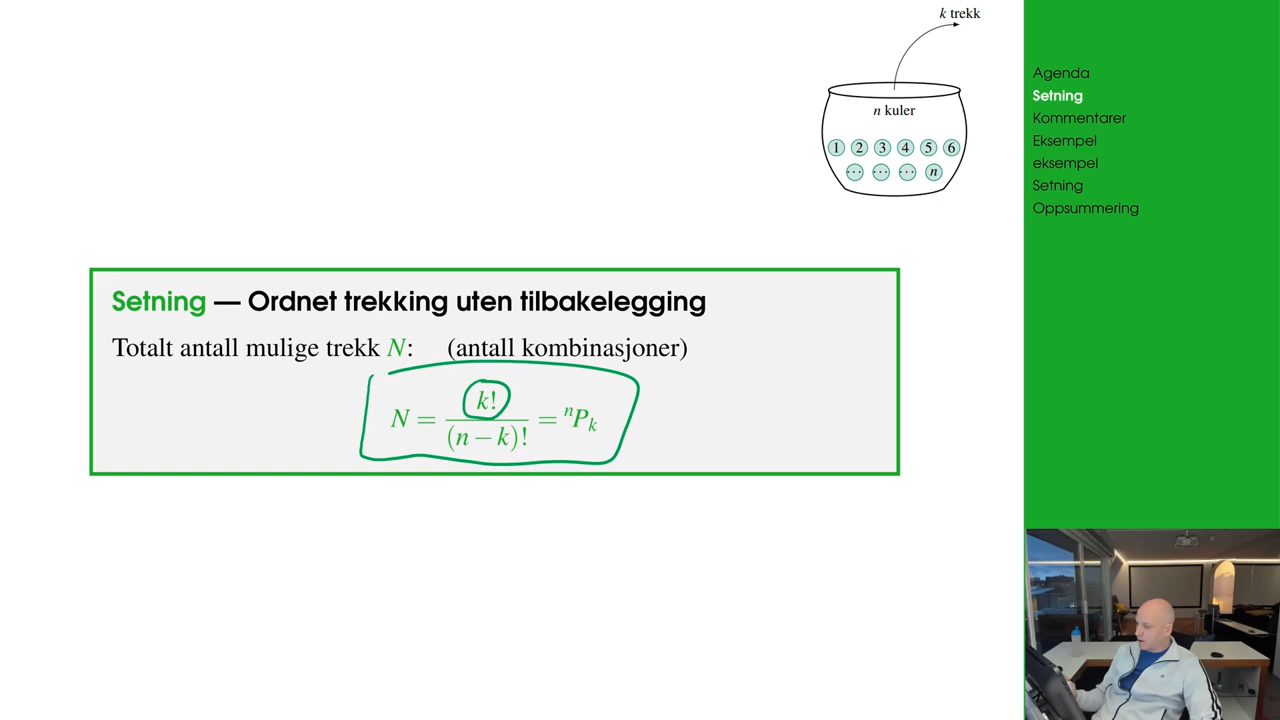 k trekk
n kuler
1 2 3 4 5 6
... ... ... n
Setning — Ordnet trekking uten tilbakelegging
Totalt antall mulige trekk N: (antall kombinasjoner)
N = k! / (n − k)! = ⁿPₖ
Agenda
Setning
Kommentarer
Eksempel
eksempel
Setning
Oppsummering